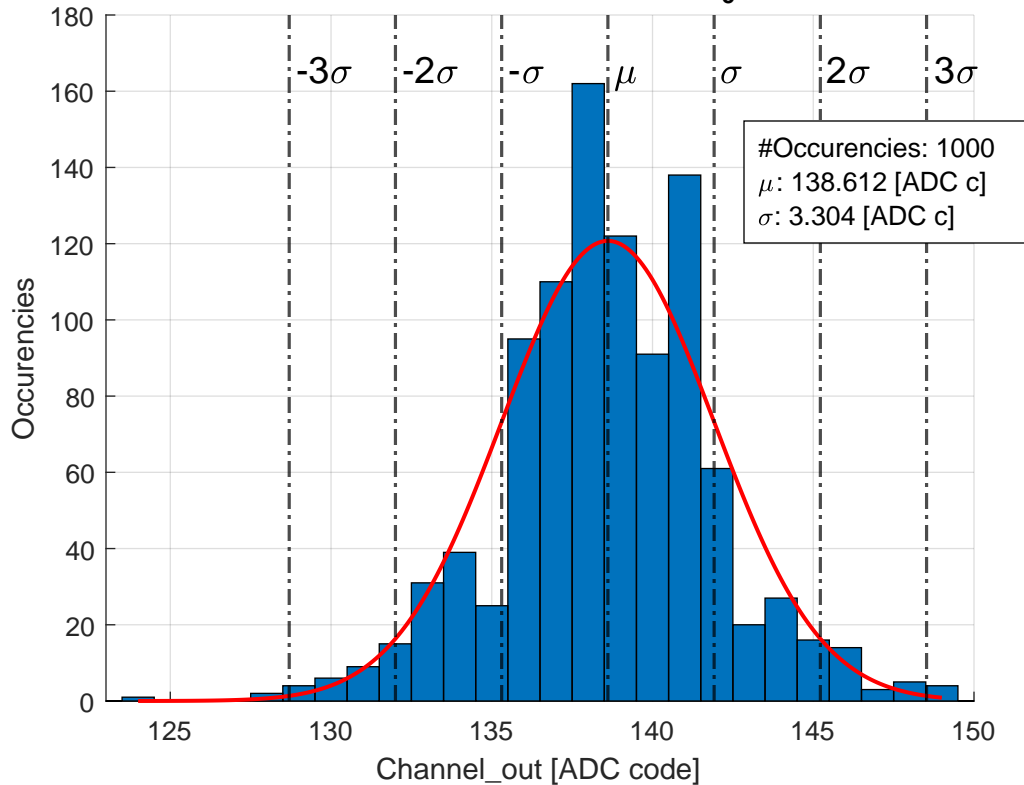 180
160
140
120
100
80
60
40
20
0
Occurencies
-3σ -2σ -σ μ σ 2σ 3σ
#Occurencies: 1000
μ: 138.612 [ADC c]
σ: 3.304 [ADC c]
125 130 135 140 145 150
Channel_out [ADC code]